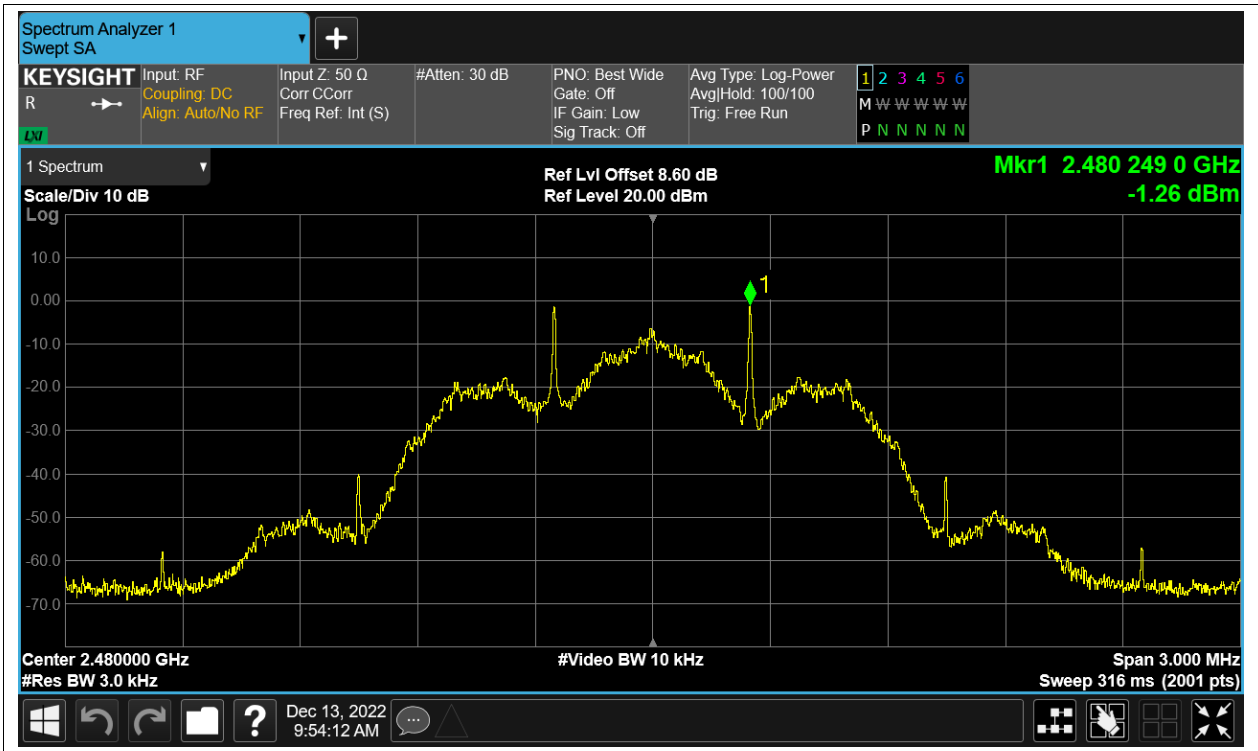 Spectrum Analyzer 1
Swept SA
+
KEYSIGHT
R
LXI
Input: RF
Coupling: DC
Align: Auto/No RF
Input Z: 50 Ω
Corr CCorr
Freq Ref: Int (S)
#Atten: 30 dB
PNO: Best Wide
Gate: Off
IF Gain: Low
Sig Track: Off
Avg Type: Log-Power
Avg|Hold: 100/100
Trig: Free Run
1 2 3 4 5 6
M W W W W W W
P N N N N N N
1 Spectrum
Scale/Div 10 dB
Log
Ref Lvl Offset 8.60 dB
Ref Level 20.00 dBm
Mkr1 2.480 249 0 GHz
-1.26 dBm
1
10.0
0.00
-10.0
-20.0
-30.0
-40.0
-50.0
-60.0
-70.0
Center 2.480000 GHz
#Res BW 3.0 kHz
#Video BW 10 kHz
Span 3.000 MHz
Sweep 316 ms (2001 pts)
?
Dec 13, 2022
9:54:12 AM